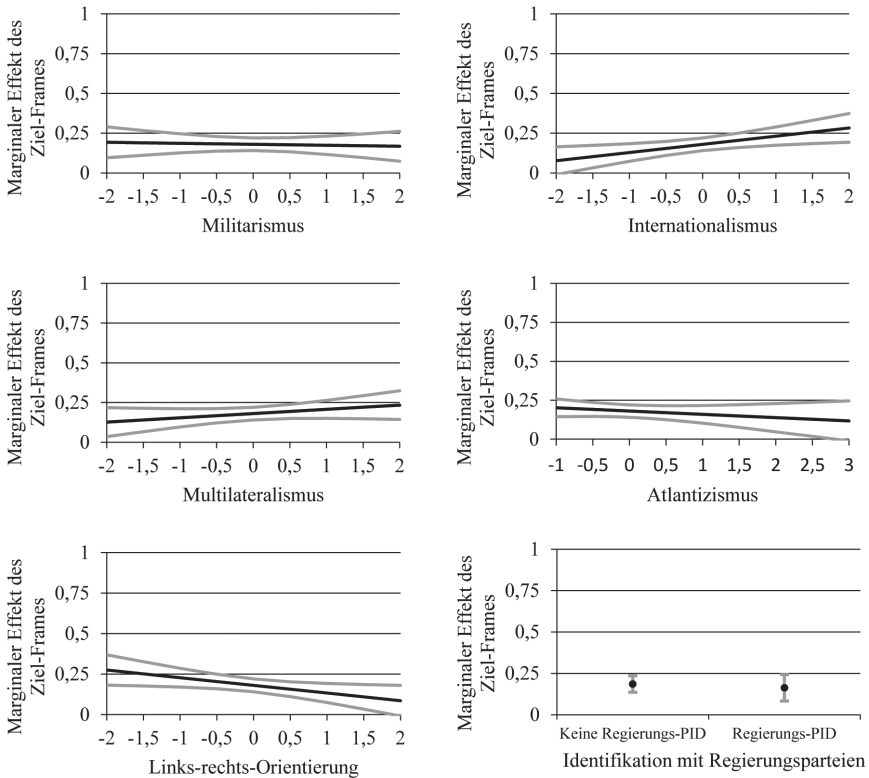 Marginaler Effekt des
Ziel-Frames
1
0,75
0,5
0,25
0
-2 -1,5 -1 -0,5 0 0,5 1 1,5 2
Militarismus
Marginaler Effekt des
Ziel-Frames
1
0,75
0,5
0,25
0
-2 -1,5 -1 -0,5 0 0,5 1 1,5 2
Internationalismus
Marginaler Effekt des
Ziel-Frames
1
0,75
0,5
0,25
0
-2 -1,5 -1 -0,5 0 0,5 1 1,5 2
Multilateralismus
Marginaler Effekt des
Ziel-Frames
1
0,75
0,5
0,25
0
-1 -0,5 0 0,5 1 1,5 2 2,5 3
Atlantizismus
Marginaler Effekt des
Ziel-Frames
1
0,75
0,5
0,25
0
-2 -1,5 -1 -0,5 0 0,5 1 1,5 2
Links-rechts-Orientierung
Marginaler Effekt des
Ziel-Frames
1
0,75
0,5
0,25
0
Keine Regierungs-PID Regierungs-PID
Identifikation mit Regierungsparteien